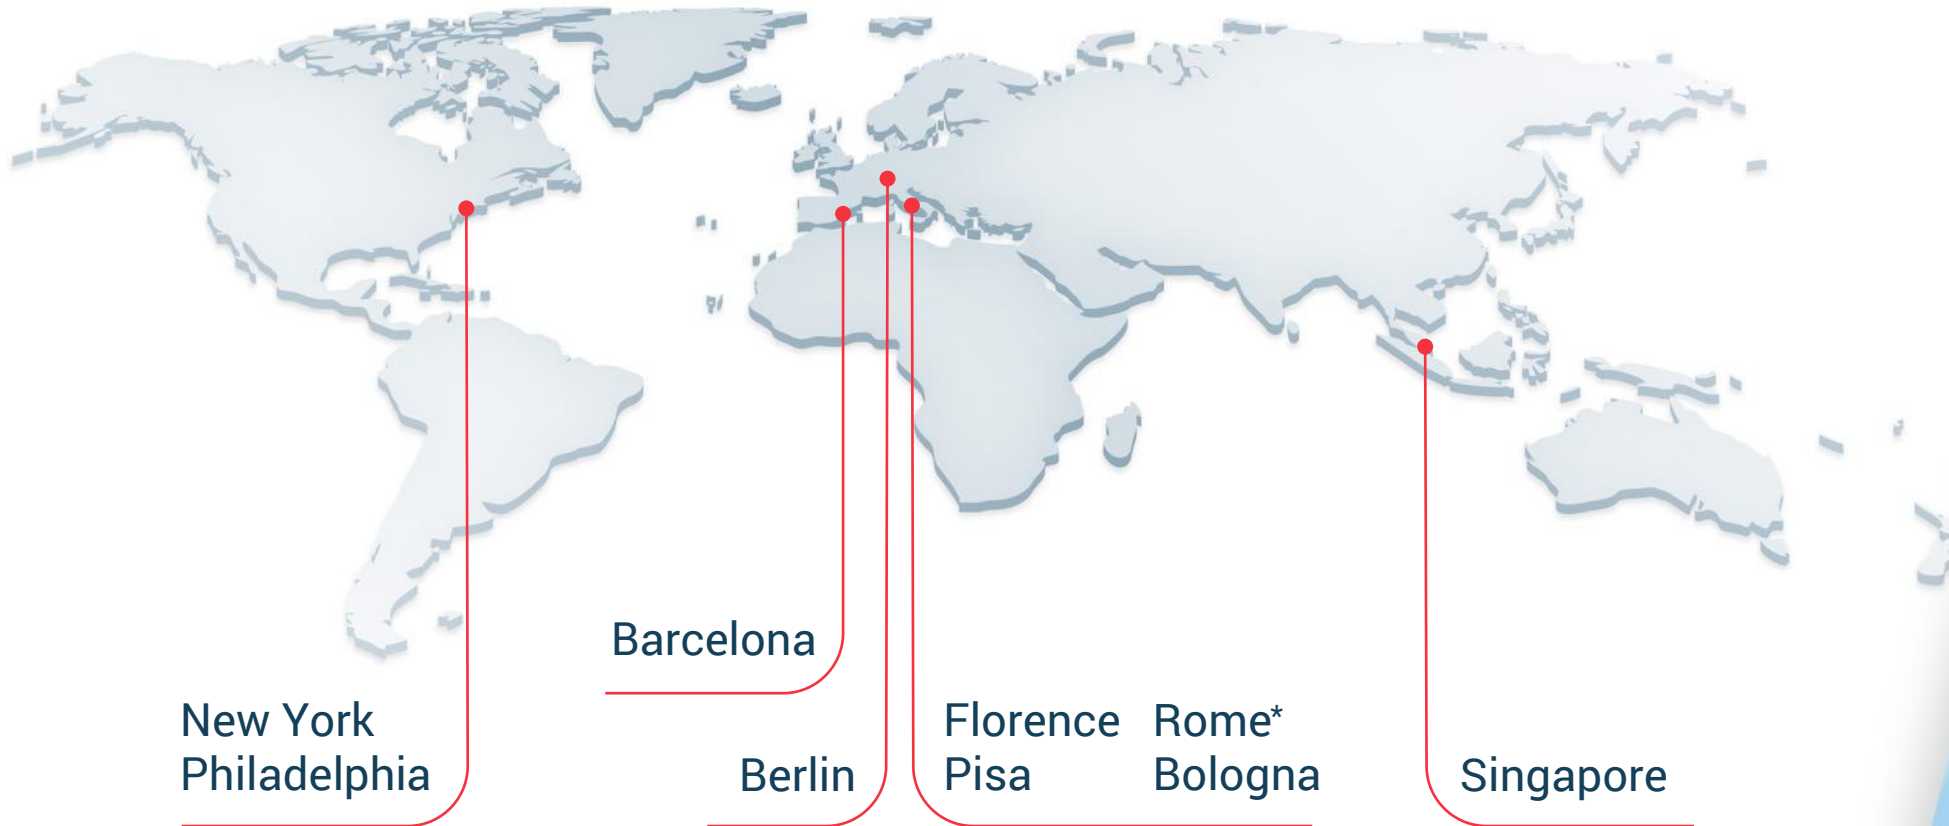 Barcelona
New York
Philadelphia
Berlin
Florence
Pisa
Rome*
Bologna
Singapore